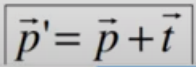 p⃗' = p⃗ + t⃗